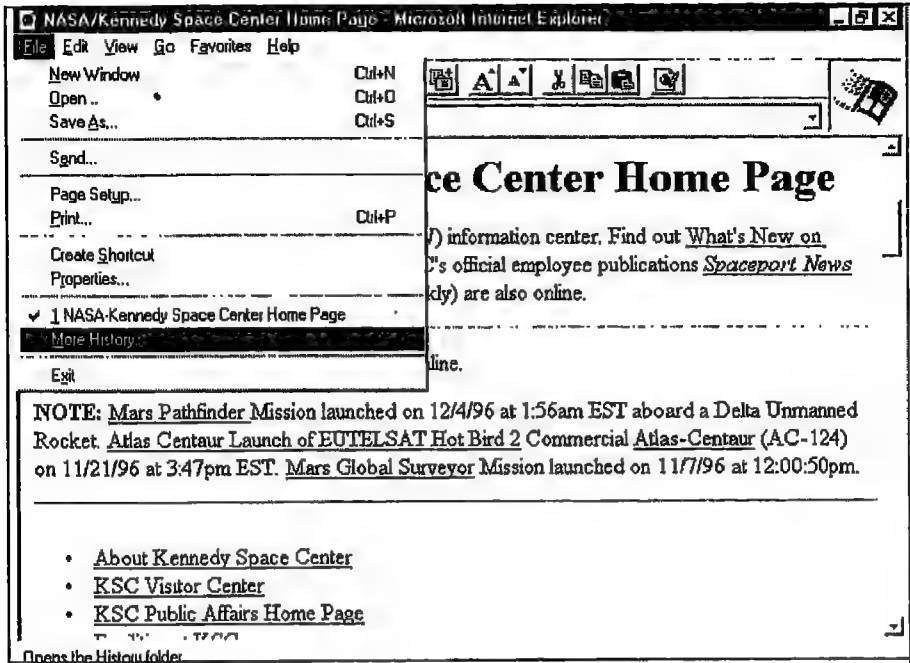 NASA/Kennedy Space Center Home Page - Microsoft Internet Explorer
File Edit View Go Favorites Help
New Window Ctrl+N
Open .. Ctrl+O
Save As... Ctrl+S
Send...
Page Setup...
Print... Ctrl+P
Create Shortcut
Properties...
✓ 1 NASA-Kennedy Space Center Home Page
More History...
Exit
ce Center Home Page
) information center. Find out What's New on
's official employee publications Spaceport News
kly) are also online.
line.
NOTE: Mars Pathfinder Mission launched on 12/4/96 at 1:56am EST aboard a Delta Unmanned
Rocket. Atlas Centaur Launch of EUTELSAT Hot Bird 2 Commercial Atlas-Centaur (AC-124)
on 11/21/96 at 3:47pm EST. Mars Global Surveyor Mission launched on 11/7/96 at 12:00:50pm.
• About Kennedy Space Center
• KSC Visitor Center
• KSC Public Affairs Home Page
Opens the History folder